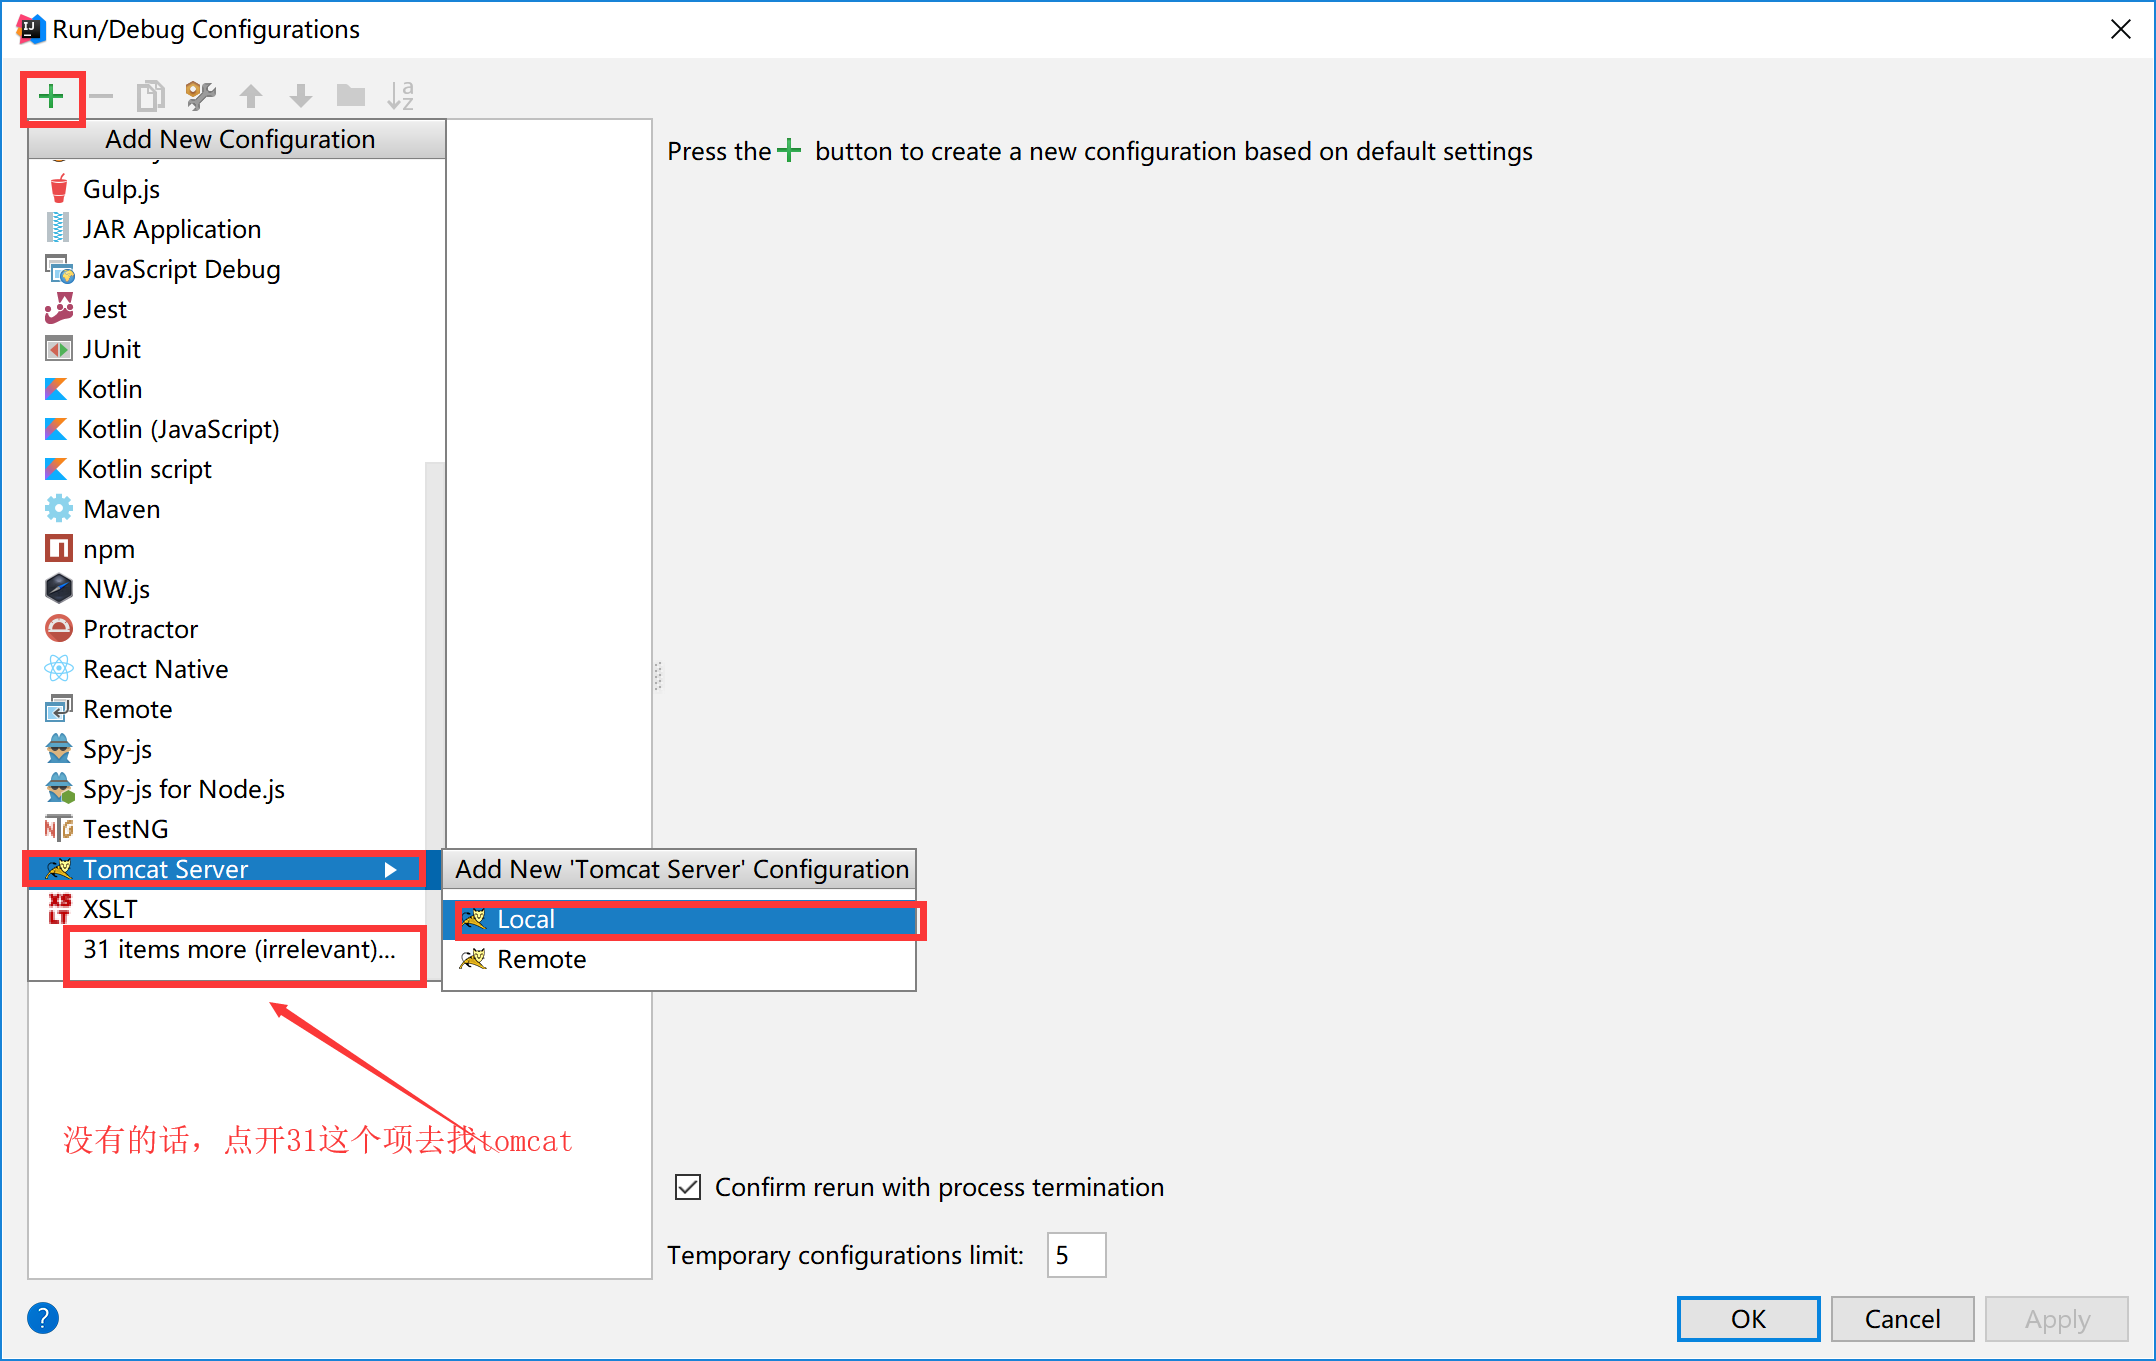 Run/Debug Configurations
Add New Configuration
Press the + button to create a new configuration based on default settings
Gulp.js
JAR Application
JavaScript Debug
Jest
JUnit
Kotlin
Kotlin (JavaScript)
Kotlin script
Maven
npm
NW.js
Protractor
React Native
Remote
Spy-js
Spy-js for Node.js
TestNG
Tomcat Server
Add New 'Tomcat Server' Configuration
XSLT
Local
31 items more (irrelevant)...
Remote
没有的话，点开31这个项去找tomcat
Confirm rerun with process termination
Temporary configurations limit: 5
?
OK
Cancel
Apply